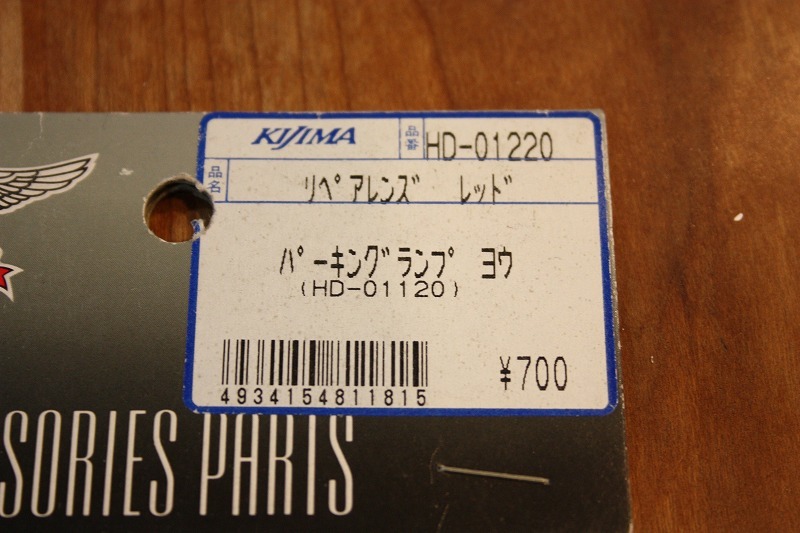 KIJIMA 品番 HD-01220
品名 リペアレンズ レッド
パーキングランプ ヨウ
(HD-01120)
¥700
4934154811815
SORIES PARTS